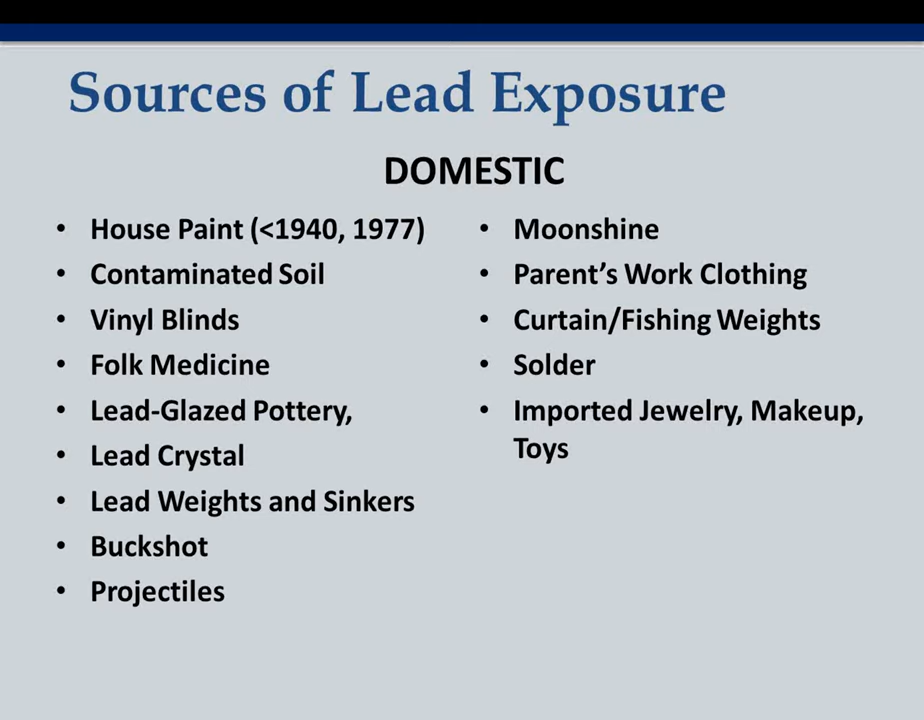 Sources of Lead Exposure
DOMESTIC
• House Paint (<1940, 1977)
• Contaminated Soil
• Vinyl Blinds
• Folk Medicine
• Lead-Glazed Pottery,
• Lead Crystal
• Lead Weights and Sinkers
• Buckshot
• Projectiles
• Moonshine
• Parent’s Work Clothing
• Curtain/Fishing Weights
• Solder
• Imported Jewelry, Makeup,
Toys